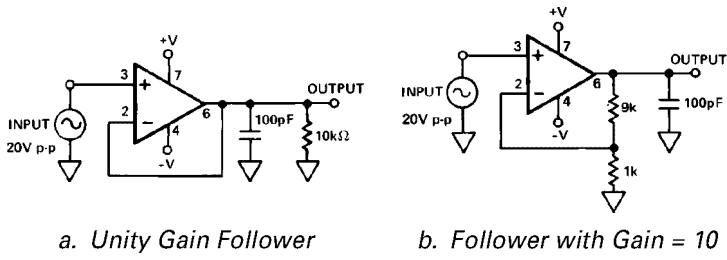 +V
3
+
7
2
−
6
4
-V
INPUT
20V p-p
OUTPUT
100pF
10kΩ
a. Unity Gain Follower
+V
3
+
7
2
−
6
4
-V
INPUT
20V p-p
OUTPUT
9k
100pF
1k
b. Follower with Gain = 10